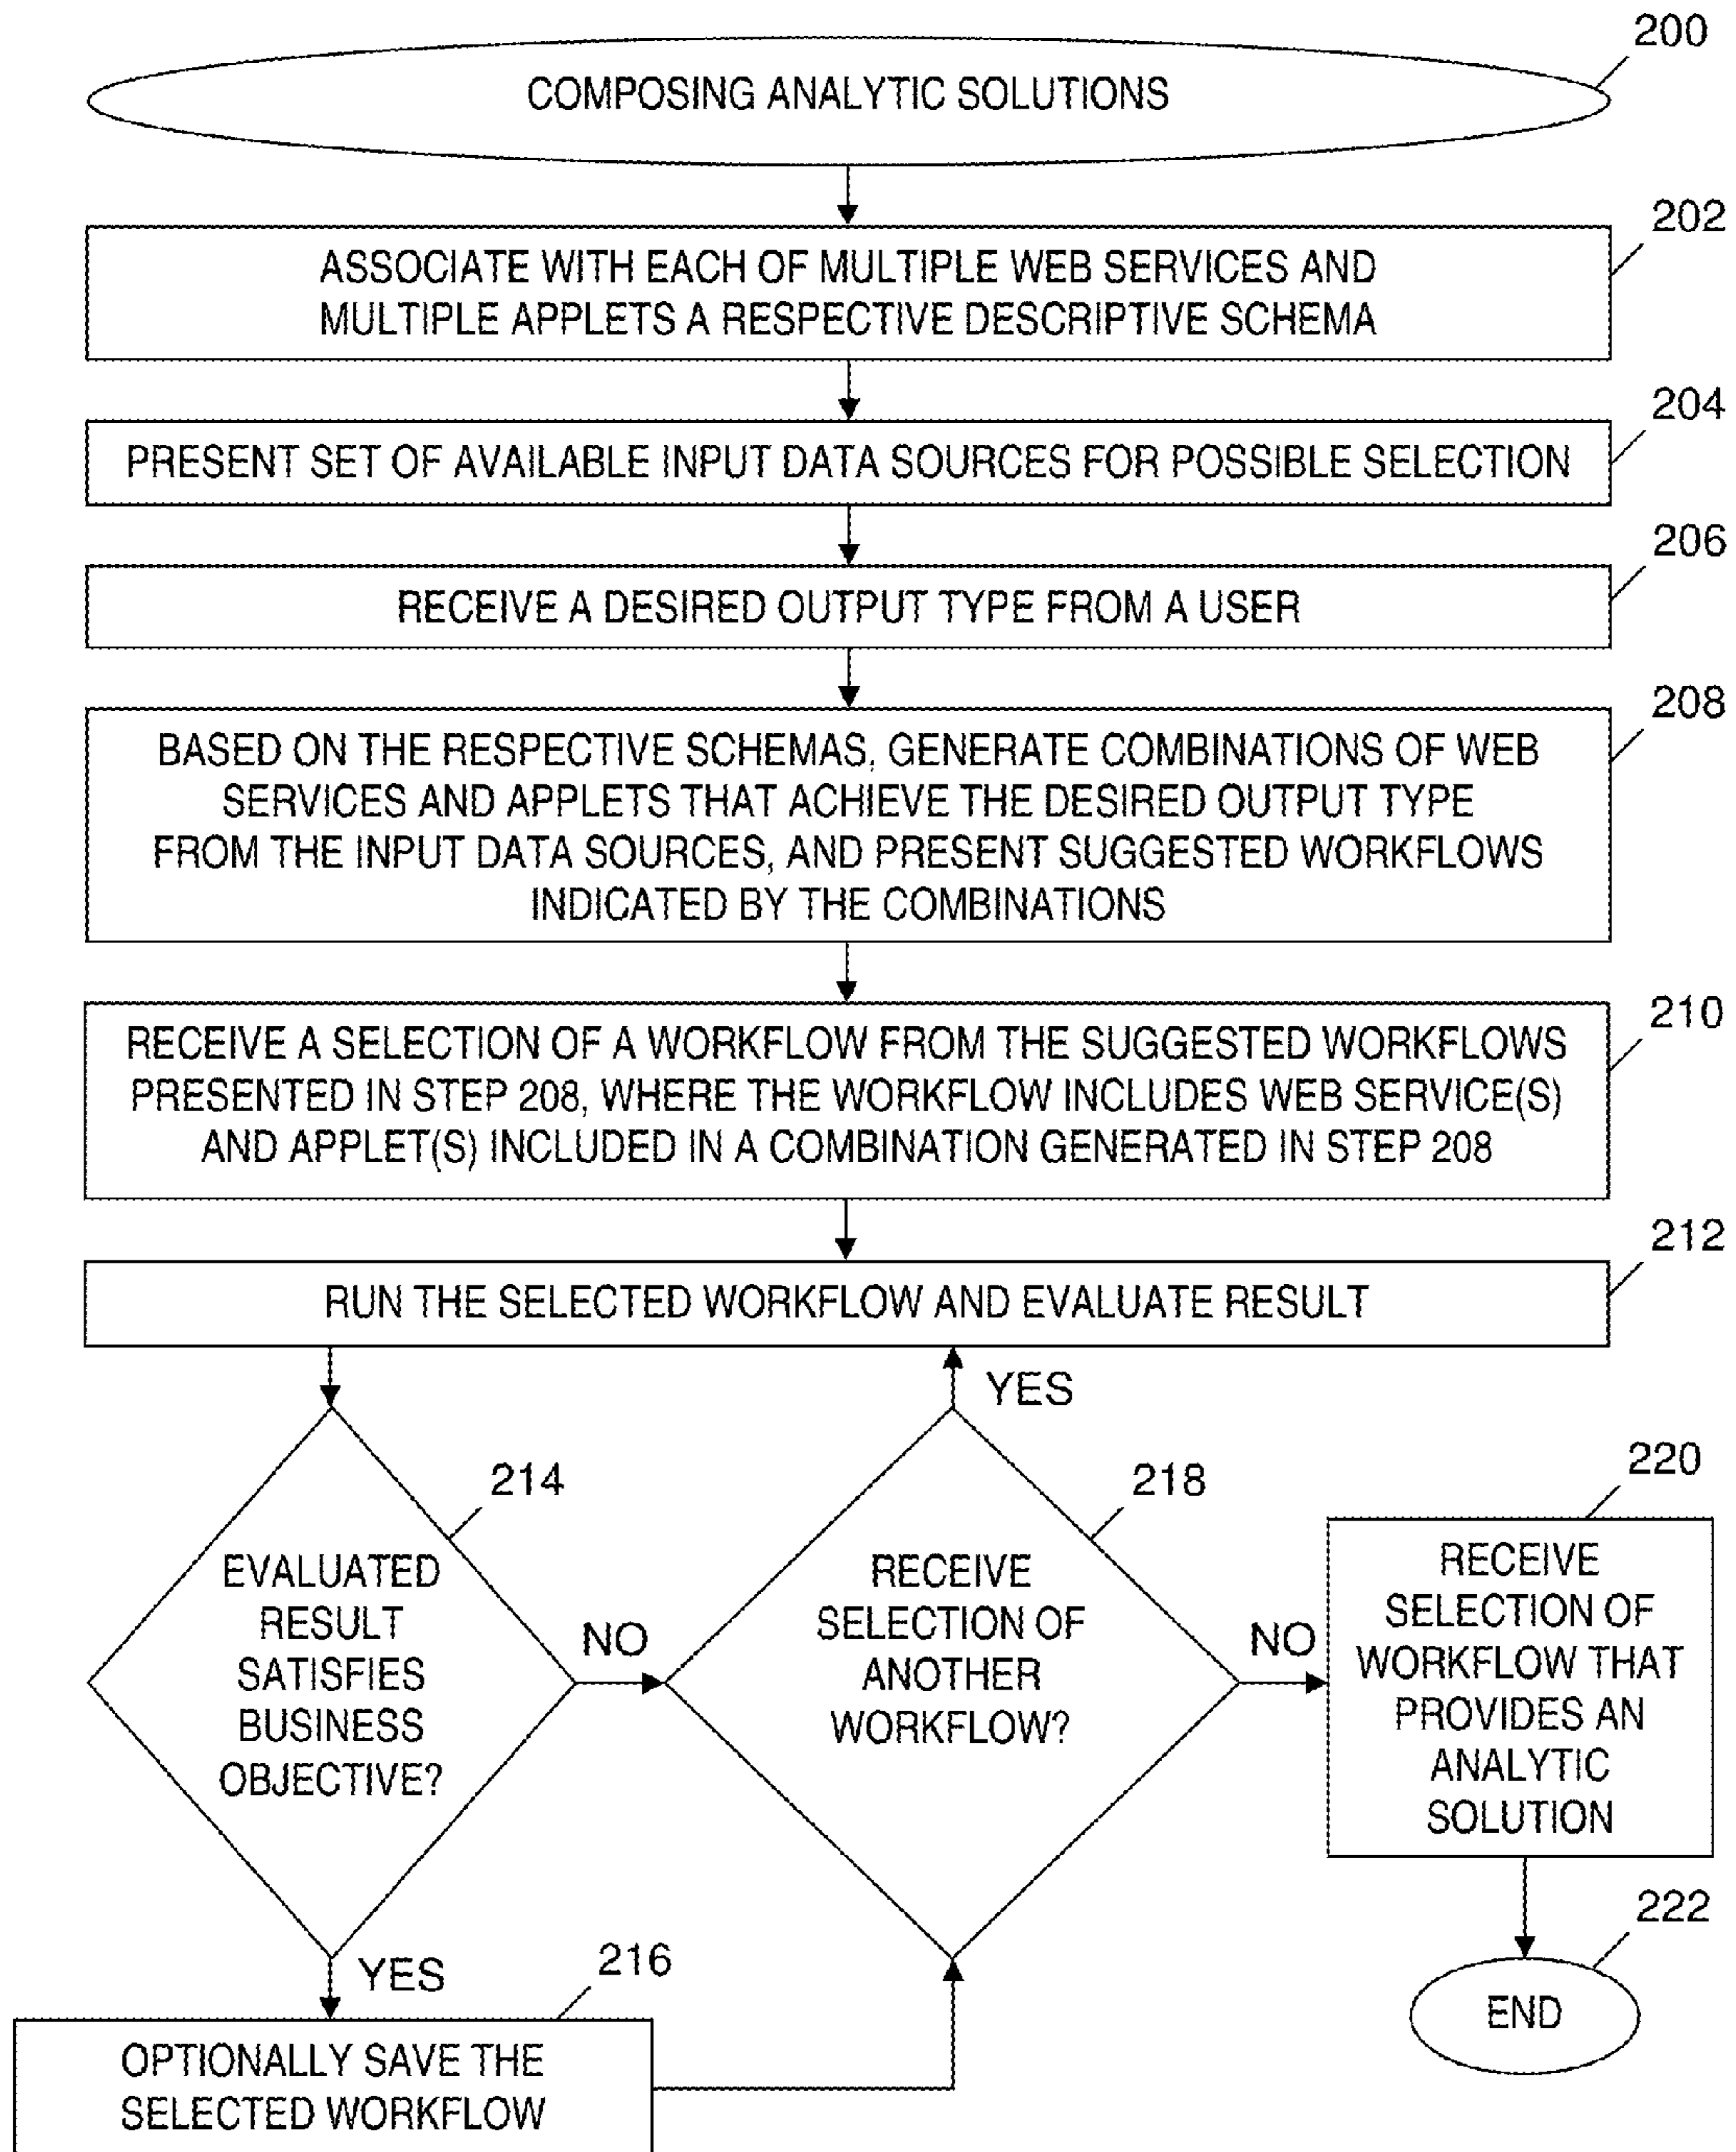 200
COMPOSING ANALYTIC SOLUTIONS
202
ASSOCIATE WITH EACH OF MULTIPLE WEB SERVICES AND
MULTIPLE APPLETS A RESPECTIVE DESCRIPTIVE SCHEMA
204
PRESENT SET OF AVAILABLE INPUT DATA SOURCES FOR POSSIBLE SELECTION
206
RECEIVE A DESIRED OUTPUT TYPE FROM A USER
208
BASED ON THE RESPECTIVE SCHEMAS, GENERATE COMBINATIONS OF WEB
SERVICES AND APPLETS THAT ACHIEVE THE DESIRED OUTPUT TYPE
FROM THE INPUT DATA SOURCES, AND PRESENT SUGGESTED WORKFLOWS
INDICATED BY THE COMBINATIONS
210
RECEIVE A SELECTION OF A WORKFLOW FROM THE SUGGESTED WORKFLOWS
PRESENTED IN STEP 208, WHERE THE WORKFLOW INCLUDES WEB SERVICE(S)
AND APPLET(S) INCLUDED IN A COMBINATION GENERATED IN STEP 208
212
RUN THE SELECTED WORKFLOW AND EVALUATE RESULT
214
EVALUATED
RESULT
SATISFIES
BUSINESS
OBJECTIVE?
NO
YES
216
OPTIONALLY SAVE THE
SELECTED WORKFLOW
YES
218
RECEIVE
SELECTION OF
ANOTHER
WORKFLOW?
NO
220
RECEIVE
SELECTION OF
WORKFLOW THAT
PROVIDES AN
ANALYTIC
SOLUTION
222
END